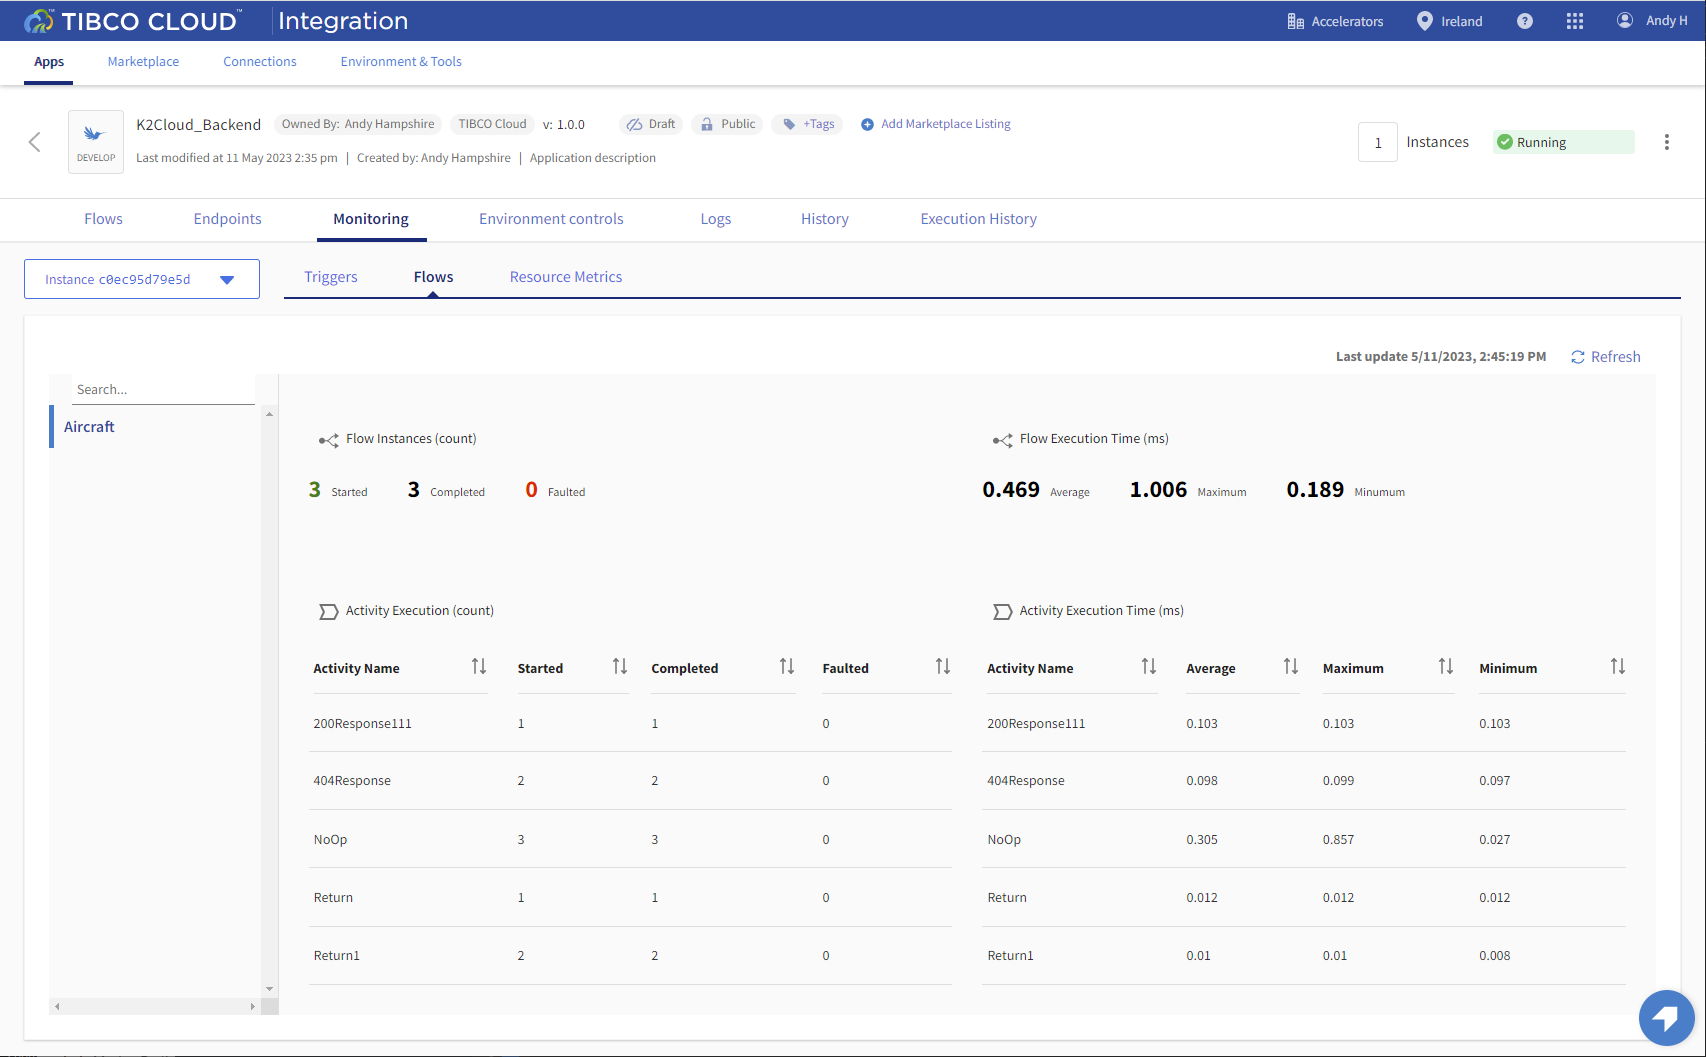 TIBCO CLOUD™ Integration
Accelerators Ireland ? Andy H
Apps Marketplace Connections Environment & Tools
DEVELOP
K2Cloud_Backend Owned By: Andy Hampshire TIBCO Cloud v: 1.0.0 Draft Public +Tags Add Marketplace Listing
Last modified at 11 May 2023 2:35 pm | Created by: Andy Hampshire | Application description
1 Instances Running
Flows Endpoints Monitoring Environment controls Logs History Execution History
Instance c0ec95d79e5d Triggers Flows Resource Metrics
Last update 5/11/2023, 2:45:19 PM Refresh
Search...
Aircraft
Flow Instances (count)
3 Started 3 Completed 0 Faulted
Flow Execution Time (ms)
0.469 Average 1.006 Maximum 0.189 Minumum
Activity Execution (count)
Activity Name Started Completed Faulted
200Response111 1 1 0
404Response 2 2 0
NoOp 3 3 0
Return 1 1 0
Return1 2 2 0
Activity Execution Time (ms)
Activity Name Average Maximum Minimum
200Response111 0.103 0.103 0.103
404Response 0.098 0.099 0.097
NoOp 0.305 0.857 0.027
Return 0.012 0.012 0.012
Return1 0.01 0.01 0.008